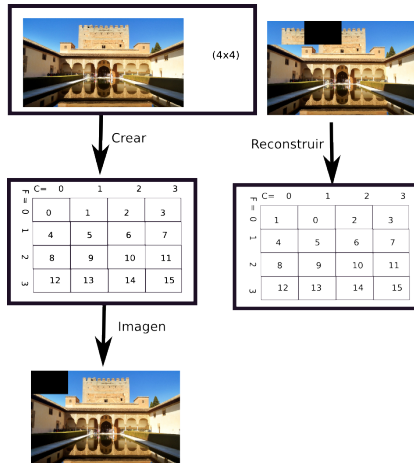 (4x4)
Crear
Reconstruir
C= 0 1 2 3
F= 0 1 2 3
0 1 2 3
4 5 6 7
8 9 10 11
12 13 14 15
C= 0 1 2 3
F= 0 1 2 3
1 0 2 3
4 5 6 7
8 9 10 11
12 13 14 15
Imagen